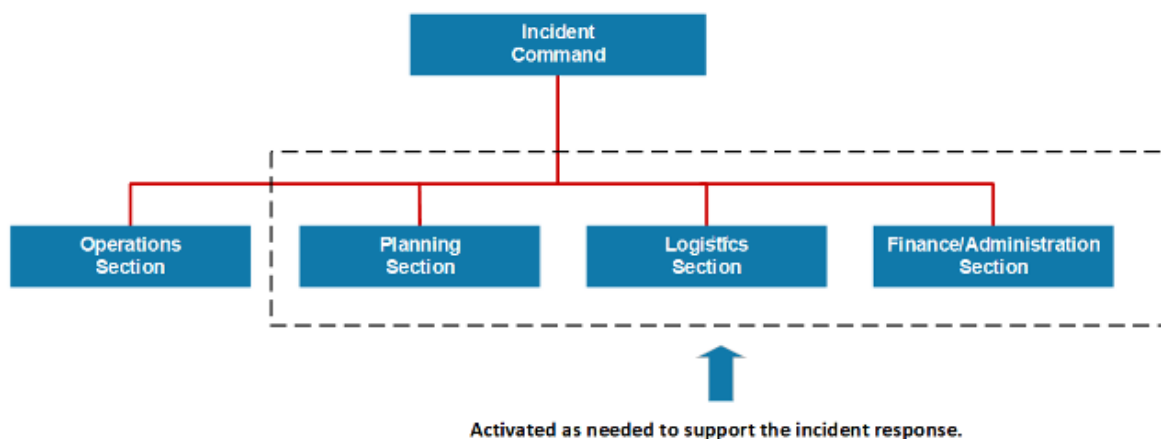 Incident
Command
Operations
Section
Planning
Section
Logistics
Section
Finance/Administration
Section
Activated as needed to support the incident response.